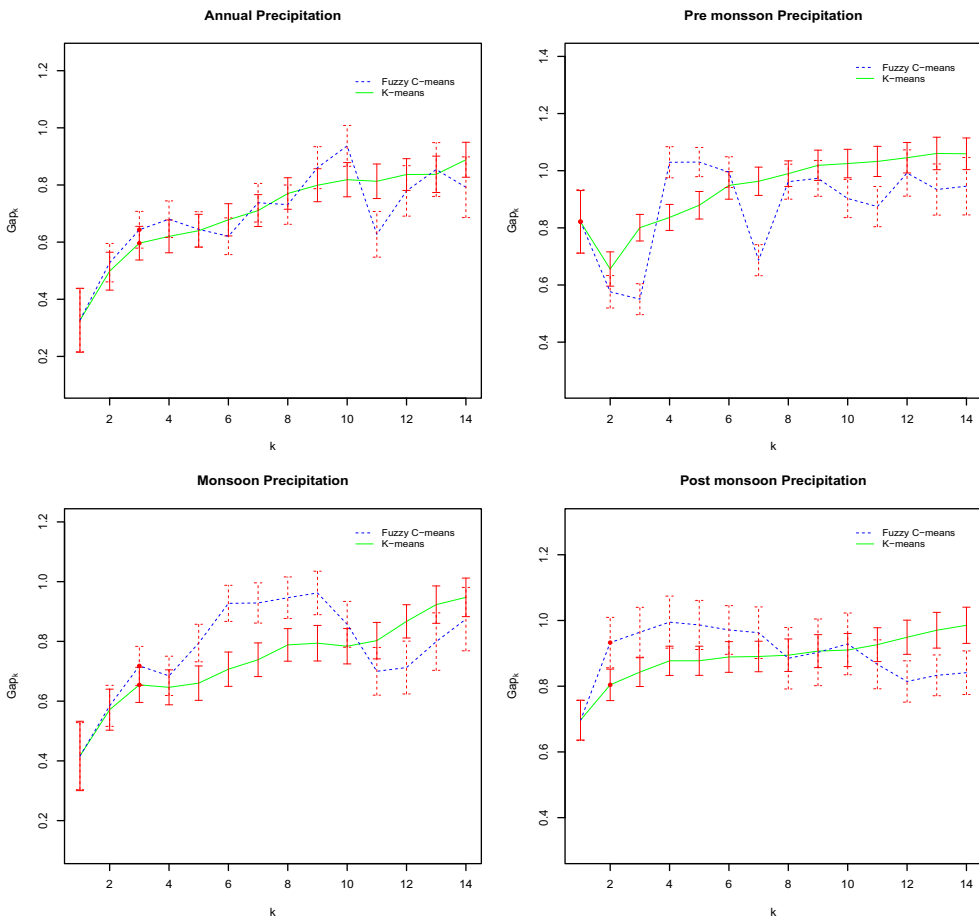 Annual Precipitation
Gap_k
1.2
1.0
0.8
0.6
0.4
0.2
Fuzzy C−means
K−means
2 4 6 8 10 12 14
k
Pre monsson Precipitation
Gap_k
1.4
1.2
1.0
0.8
0.6
0.4
Fuzzy C−means
K−means
2 4 6 8 10 12 14
k
Monsoon Precipitation
Gap_k
1.2
1.0
0.8
0.6
0.4
0.2
Fuzzy C−means
K−means
2 4 6 8 10 12 14
k
Post monsoon Precipitation
Gap_k
1.2
1.0
0.8
0.6
0.4
Fuzzy C−means
K−means
2 4 6 8 10 12 14
k